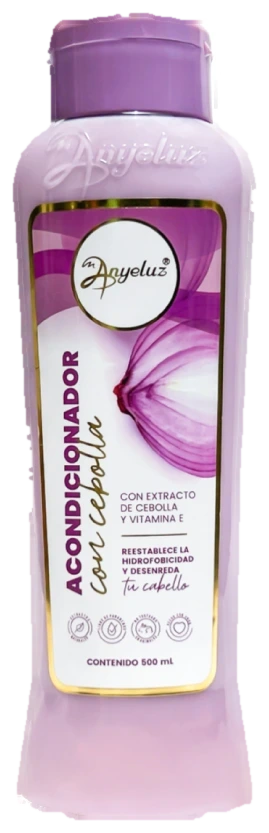 Anyeluz
Anyeluz®
ACONDICIONADOR
con cebolla
CON EXTRACTO
DE CEBOLLA
Y VITAMINA E
REESTABLECE LA
HIDROFOBICIDAD
Y DESENREDA
tu cabello
CONTENIDO 500 mL